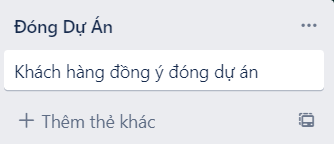 Đóng Dự Án
Khách hàng đồng ý đóng dự án
Thêm thẻ khác